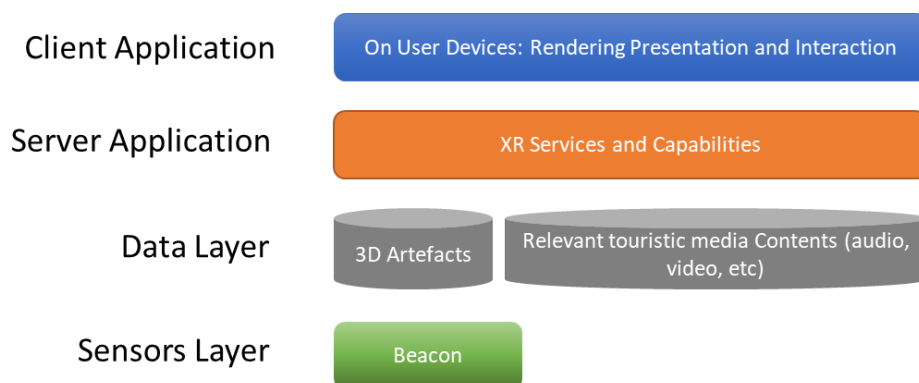 Client Application
On User Devices: Rendering Presentation and Interaction
Server Application
XR Services and Capabilities
Data Layer
3D Artefacts
Relevant touristic media Contents (audio,
video, etc)
Sensors Layer
Beacon